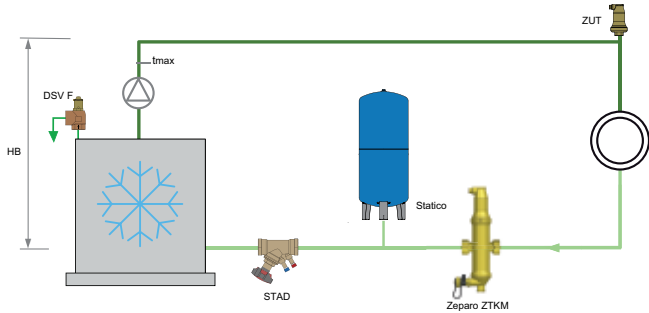 ZUT
tmax
DSV F
HB
Statico
STAD
Zeparo ZTKM